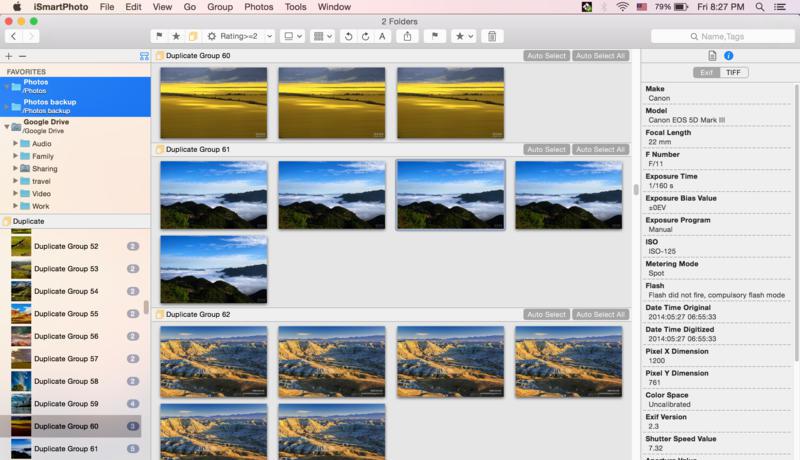 iSmartPhoto File Edit View Go Group Photos Tools Window 79% Fri 8:27 PM
2 Folders
Rating>=2 A Name,Tags
FAVORITES
Photos
/Photos
Photos backup
/Photos backup
Google Drive
/Google Drive
Audio
Family
Sharing
travel
Video
Work
Duplicate
Duplicate Group 52 2
Duplicate Group 53 2
Duplicate Group 54 2
Duplicate Group 55 2
Duplicate Group 56 2
Duplicate Group 57 2
Duplicate Group 58 2
Duplicate Group 59 4
Duplicate Group 60 3
Duplicate Group 61 5
Duplicate Group 60 Auto Select Auto Select All
Duplicate Group 61 Auto Select Auto Select All
Duplicate Group 62 Auto Select Auto Select All
Exif TIFF
Make
Canon
Model
Canon EOS 5D Mark III
Focal Length
22 mm
F Number
F/11
Exposure Time
1/160 s
Exposure Bias Value
±0EV
Exposure Program
Manual
ISO
ISO-125
Metering Mode
Spot
Flash
Flash did not fire, compulsory flash mode
Date Time Original
2014:05:27 06:55:33
Date Time Digitized
2014:05:27 06:55:33
Pixel X Dimension
1200
Pixel Y Dimension
761
Color Space
Uncalibrated
Exif Version
2.3
Shutter Speed Value
7.32
Aperture Value